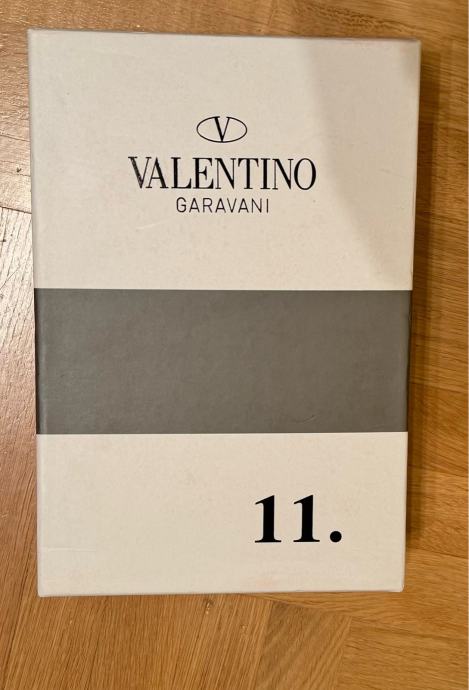 V
VALENTINO
GARAVANI
11.